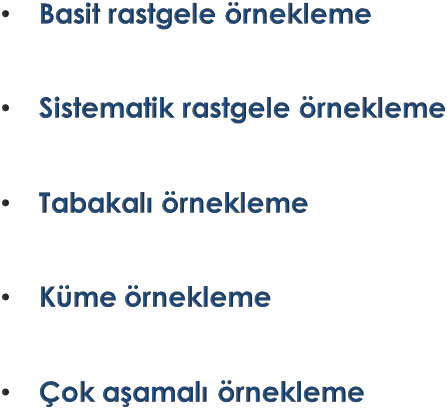 • Basit rastgele örnekleme
• Sistematik rastgele örnekleme
• Tabakalı örnekleme
• Küme örnekleme
• Çok aşamalı örnekleme